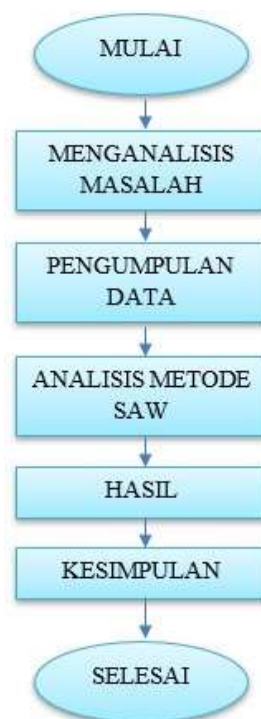 MULAI
MENGANALISIS
MASALAH
PENGUMPULAN
DATA
ANALISIS METODE
SAW
HASIL
KESIMPULAN
SELESAI